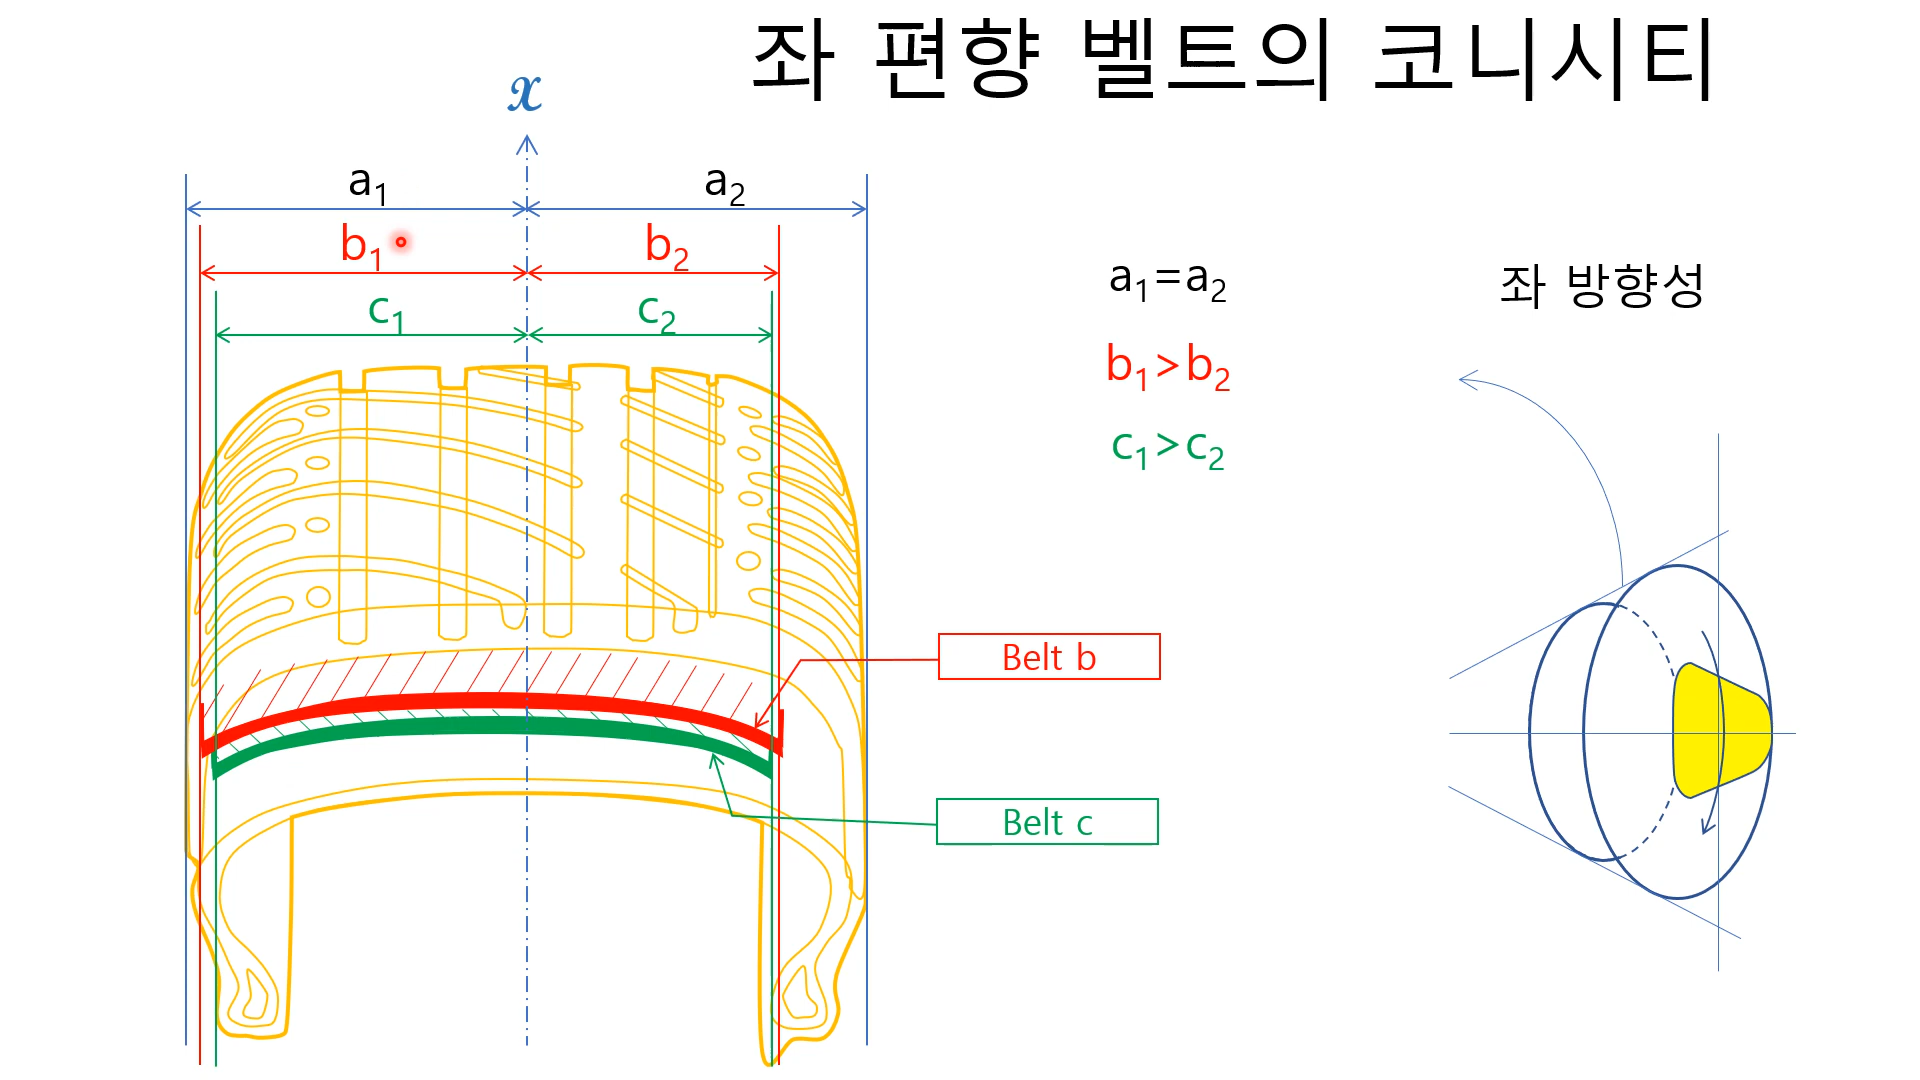 좌 편향 벨트의 코니시티
x
a₁ a₂
b₁ b₂
c₁ c₂
a₁=a₂
b₁>b₂
c₁>c₂
좌 방향성
Belt b
Belt c